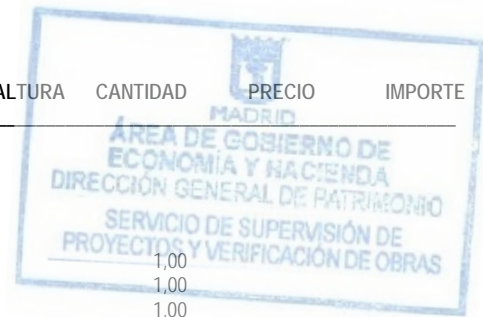 ALTURA CANTIDAD PRECIO IMPORTE
MADRID
ÁREA DE GOBIERNO DE
ECONOMÍA Y HACIENDA
DIRECCIÓN GENERAL DE PATRIMONIO
SERVICIO DE SUPERVISIÓN DE
PROYECTOS Y VERIFICACIÓN DE OBRAS
1,00
1,00
1,00